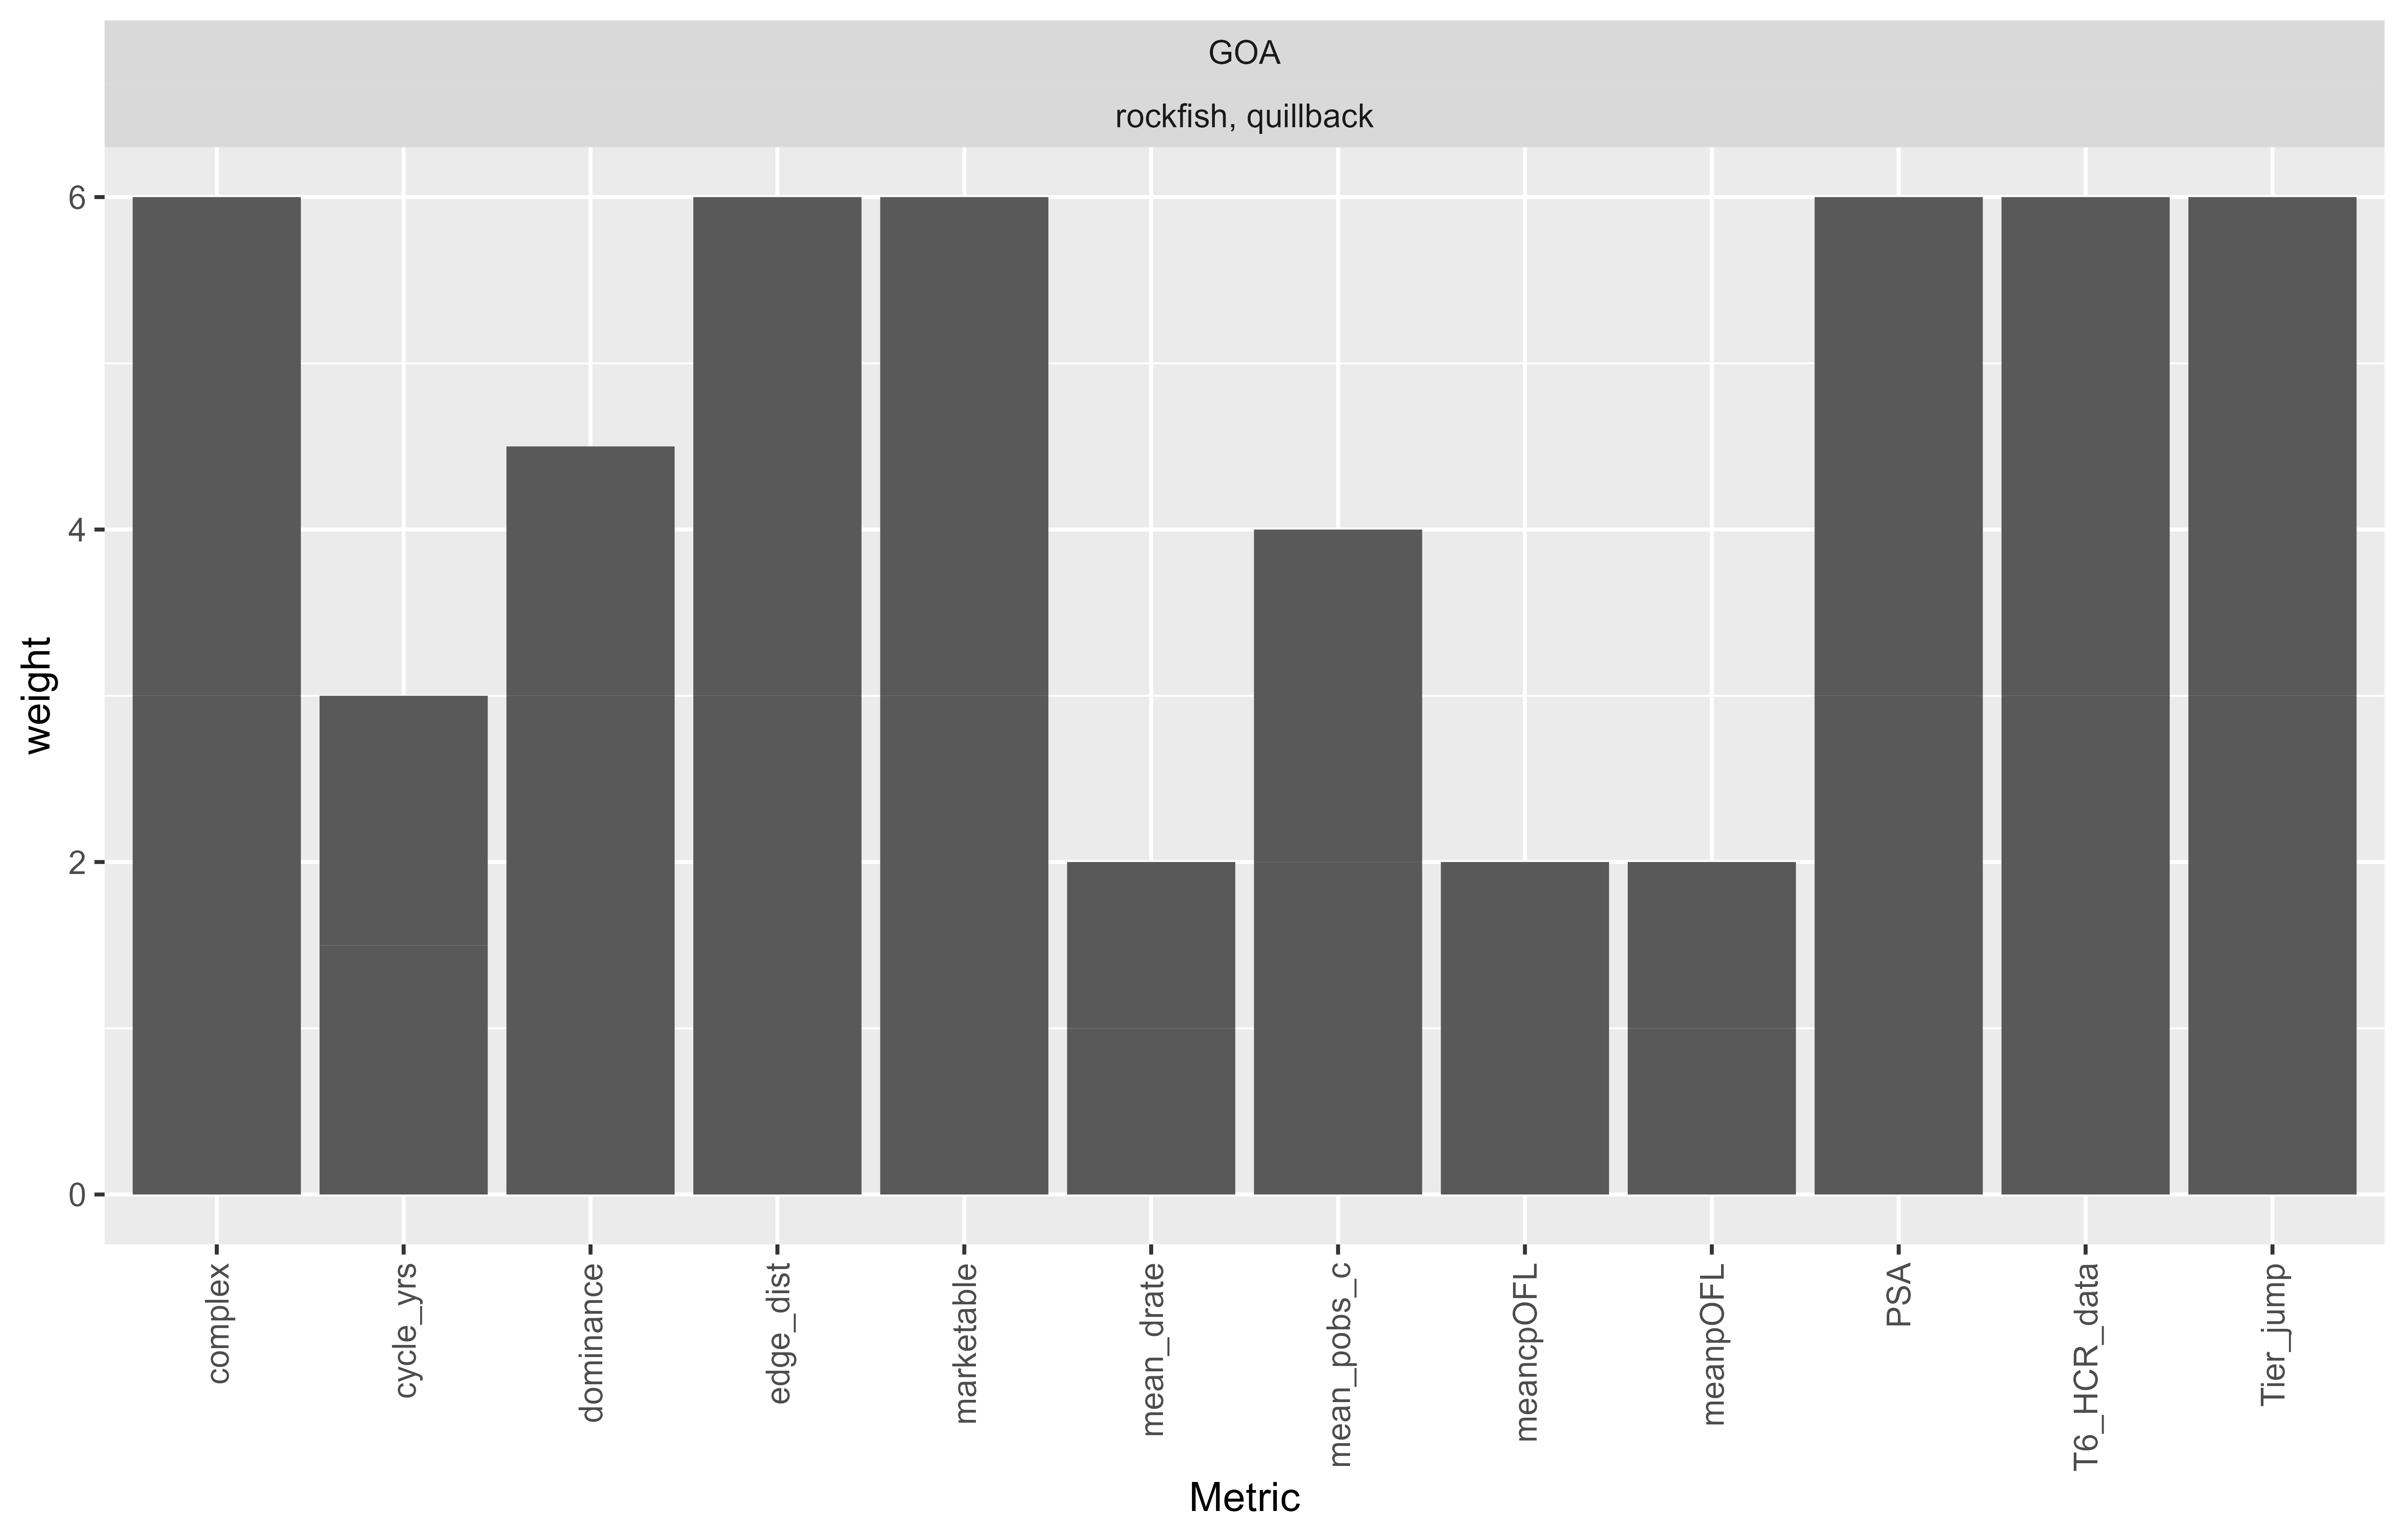 GOA
rockfish, quillback
6
4
2
0
weight
complex
cycle_yrs
dominance
edge_dist
marketable
mean_drate
mean_pobs_c
meancpOFL
meanpOFL
PSA
T6_HCR_data
Tier_jump
Metric